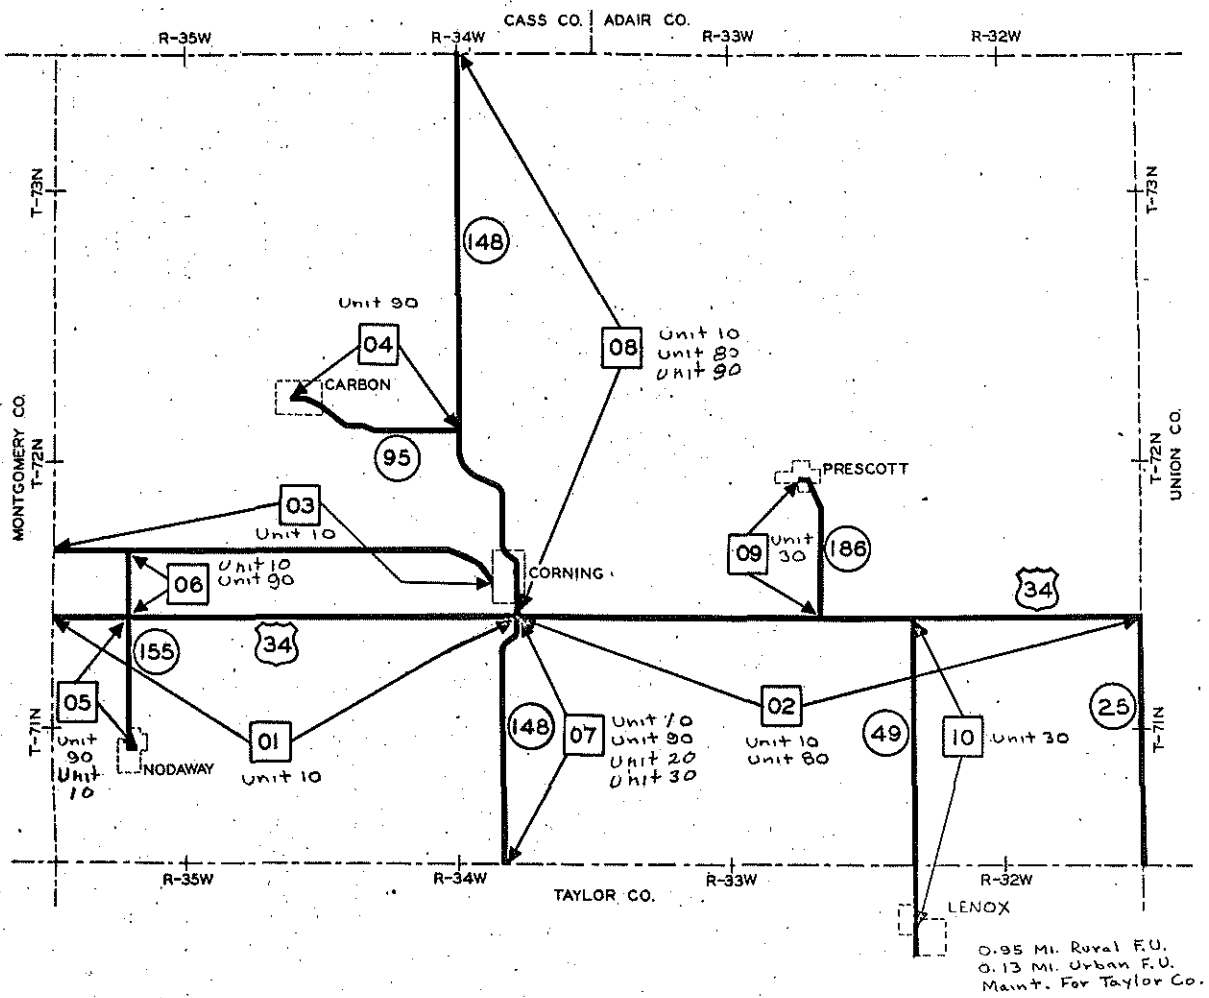 CASS CO. ADAIR CO.
R-35W R-34W R-33W R-32W
T-73N T-73N
148
Unit 90
04
08 Unit 10
Unit 80
Unit 90
CARBON
MONTGOMERY CO.
T-72N
95
T-72N
UNION CO.
PRESCOTT
03
Unit 10
09 Unit
30
186
06 Unit 10
Unit 90
CORNING
34
34
155
05
Unit
90
Unit
10
T-71N
NODAWAY
01
Unit 10
148
07 Unit 10
Unit 90
Unit 20
Unit 30
02
Unit 10
Unit 80
49
10 Unit 30
25
T-71N
R-35W R-34W R-33W R-32W
TAYLOR CO.
LENOX
0.95 Mi. Rural F.U.
0.13 Mi. Urban F.U.
Maint. For Taylor Co.